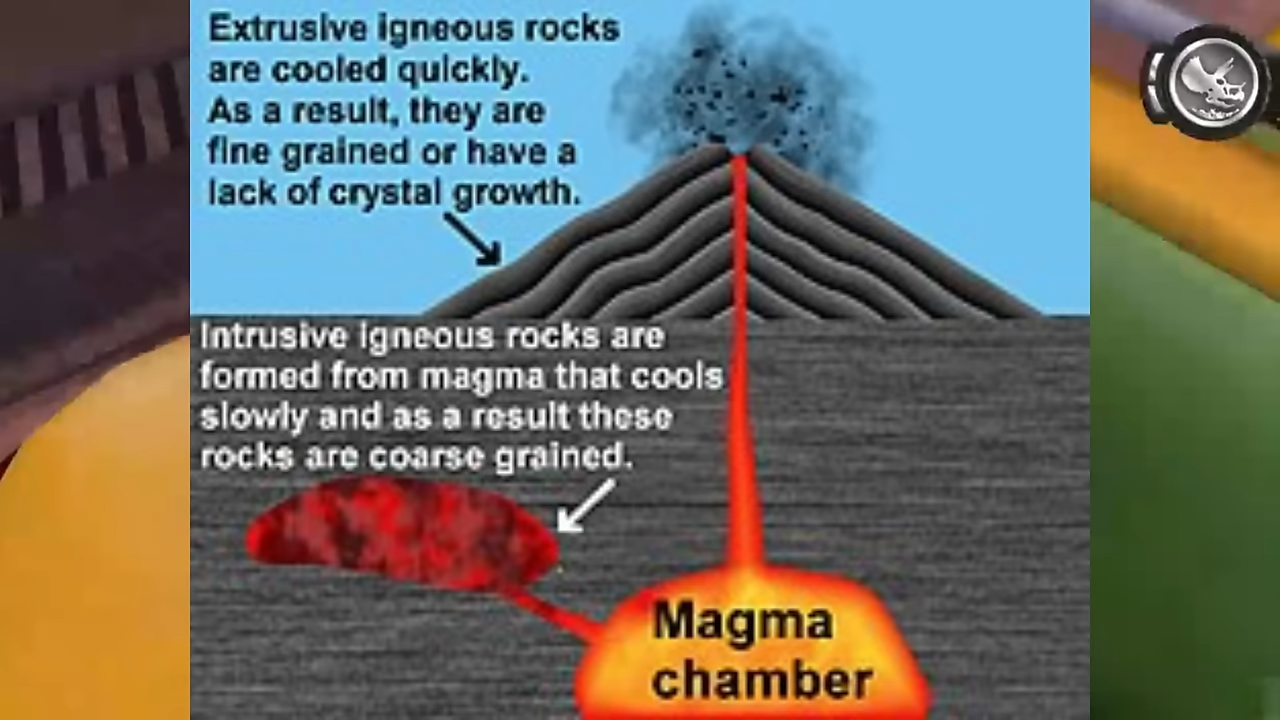 Extrusive igneous rocks
are cooled quickly.
As a result, they are
fine grained or have a
lack of crystal growth.
Intrusive igneous rocks are
formed from magma that cools
slowly and as a result these
rocks are coarse grained.
Magma
chamber